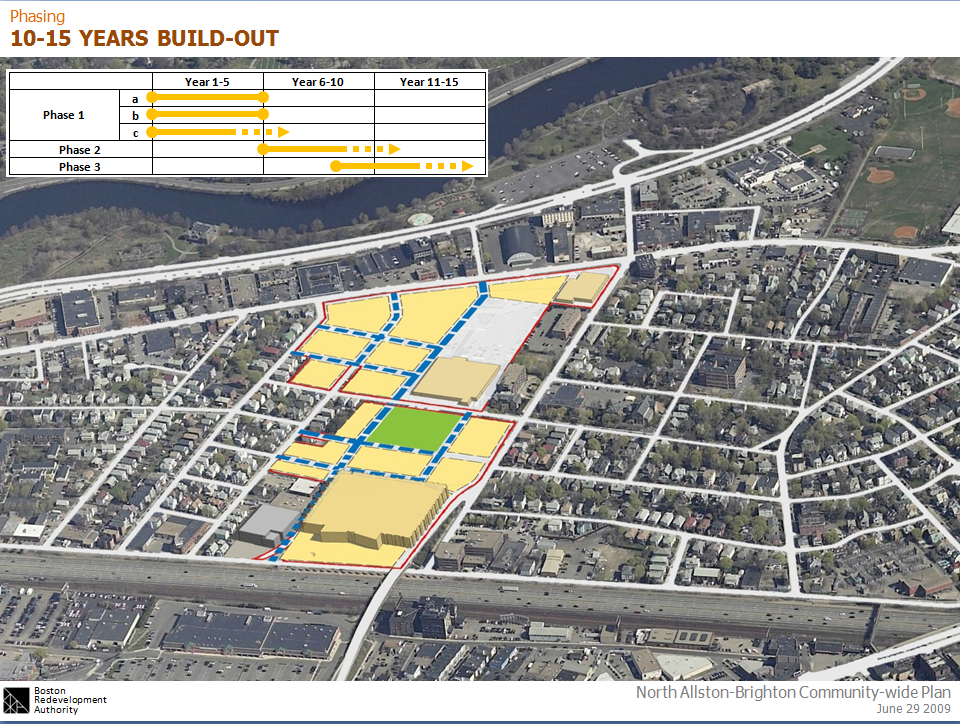 Phasing
10-15 YEARS BUILD-OUT
Year 1-5 Year 6-10 Year 11-15
Phase 1
a
b
c
Phase 2
Phase 3
Boston
Redevelopment
Authority
North Allston-Brighton Community-wide Plan
June 29 2009